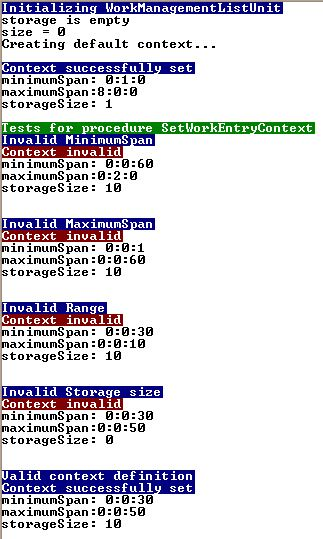 Initializing WorkManagementListUnit
storage is empty
size = 0
Creating default context...
Context successfully set
minimumSpan: 0:1:0
maximumSpan:8:0:0
storageSize: 1
Tests for procedure SetWorkEntryContext
Invalid MinimumSpan
Context invalid
minimumSpan: 0:0:60
maximumSpan:0:2:0
storageSize: 10
Invalid MaximumSpan
Context invalid
minimumSpan: 0:0:1
maximumSpan:0:0:60
storageSize: 10
Invalid Range
Context invalid
minimumSpan: 0:0:30
maximumSpan:0:0:10
storageSize: 10
Invalid Storage size
Context invalid
minimumSpan: 0:0:30
maximumSpan:0:0:50
storageSize: 0
Valid context definition
Context successfully set
minimumSpan: 0:0:30
maximumSpan:0:0:50
storageSize: 10